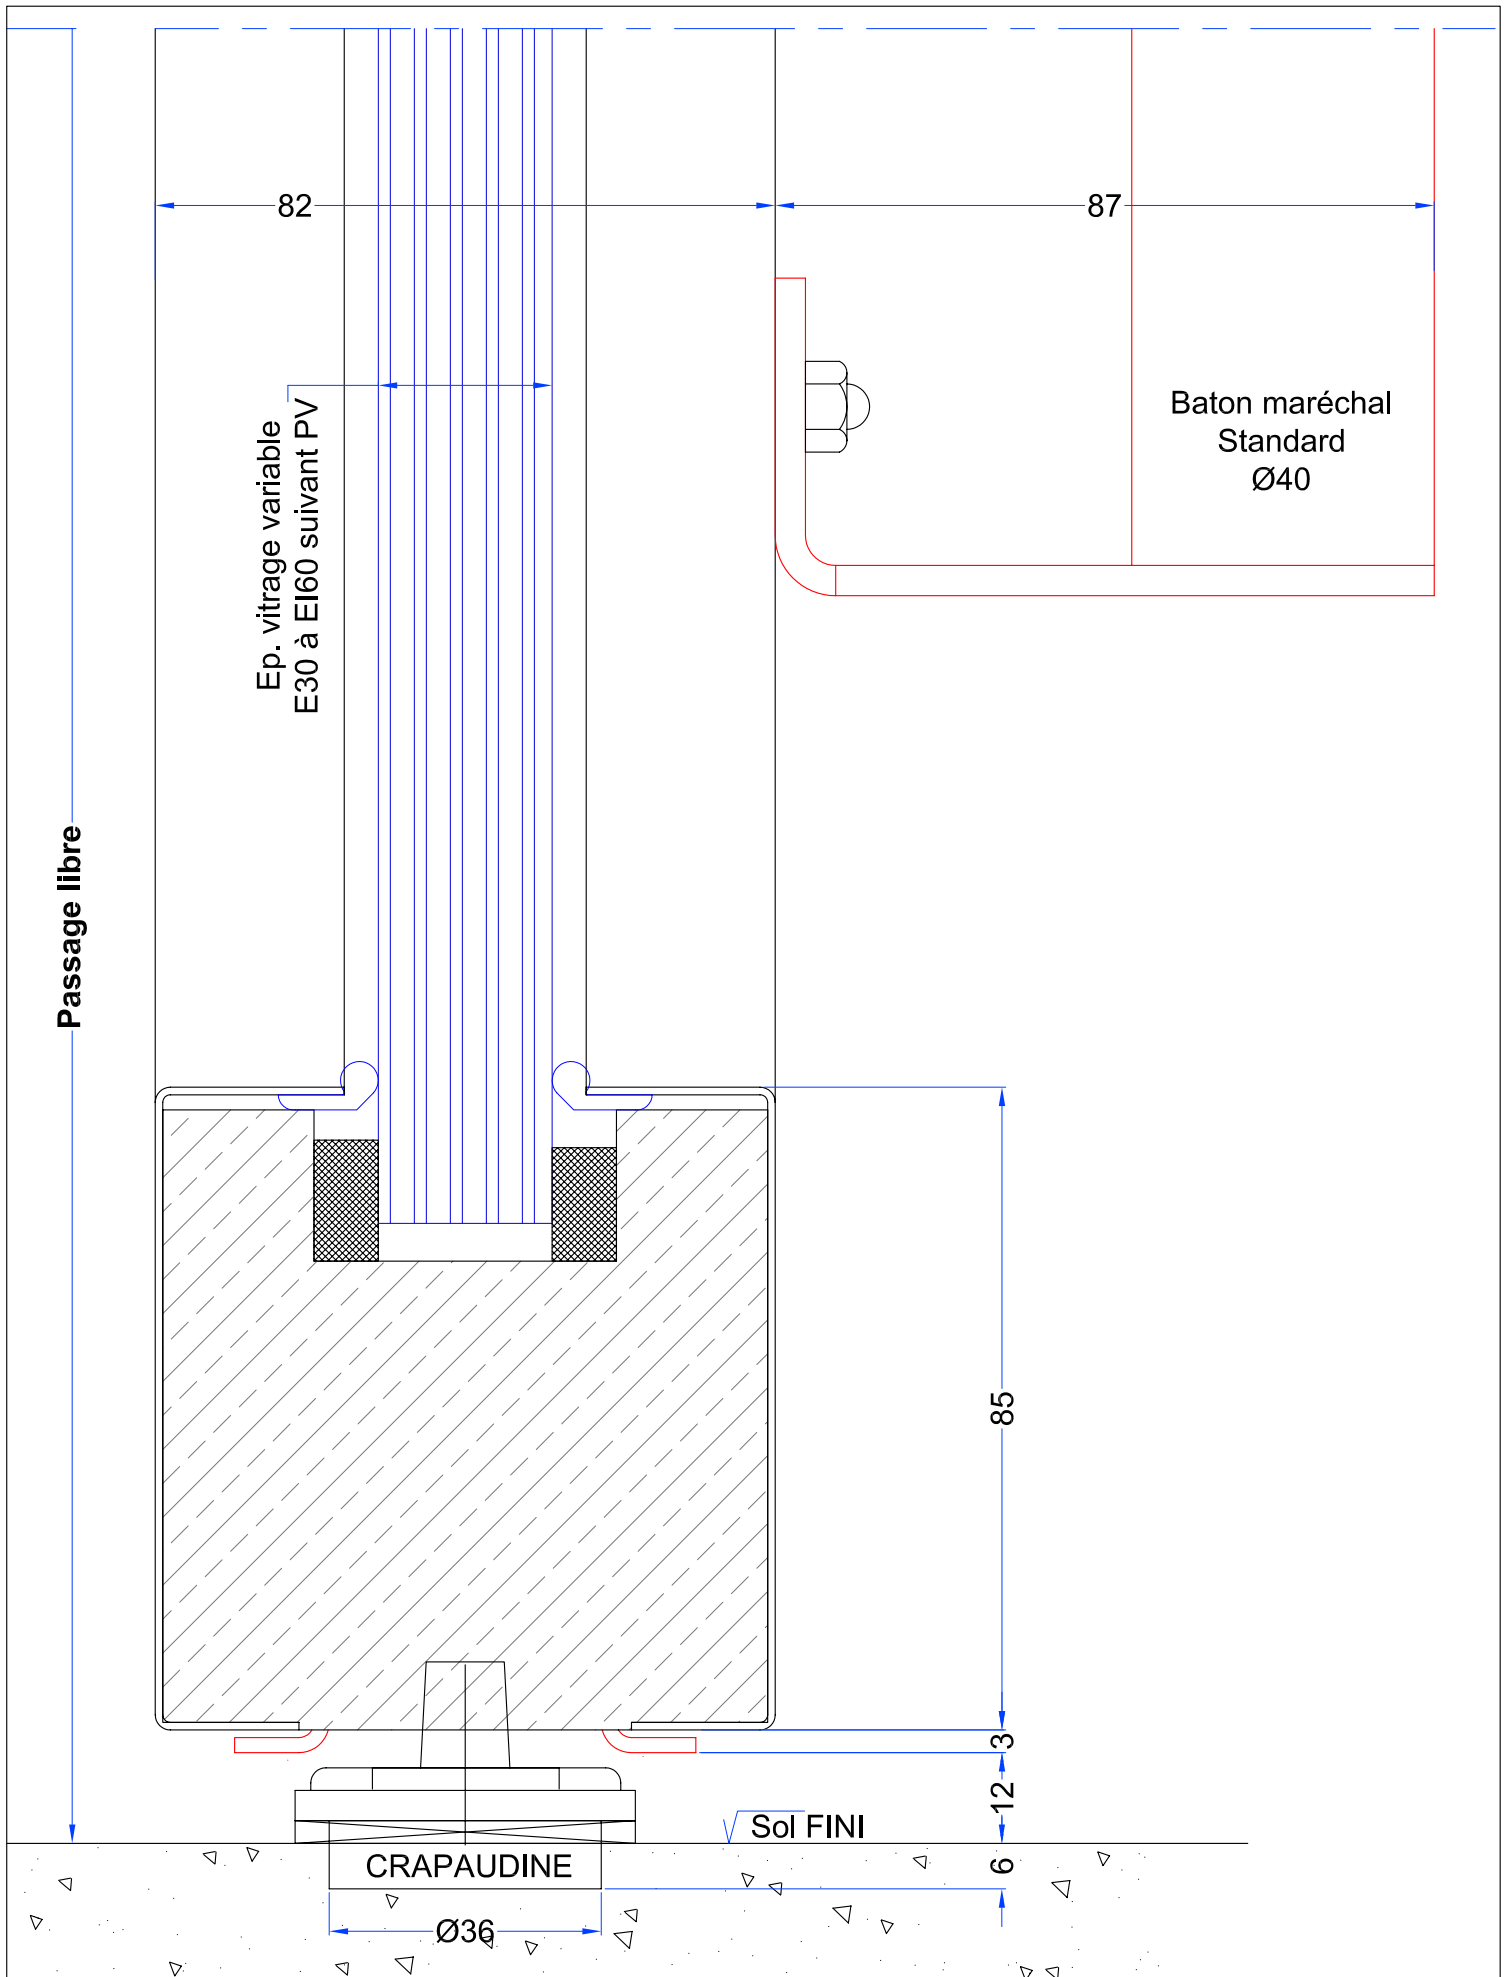 82
87
Ep. vitrage variable
E30 à EI60 suivant PV
Baton maréchal
Standard
Ø40
Passage libre
85
3
12
Sol FINI
6
CRAPAUDINE
Ø36